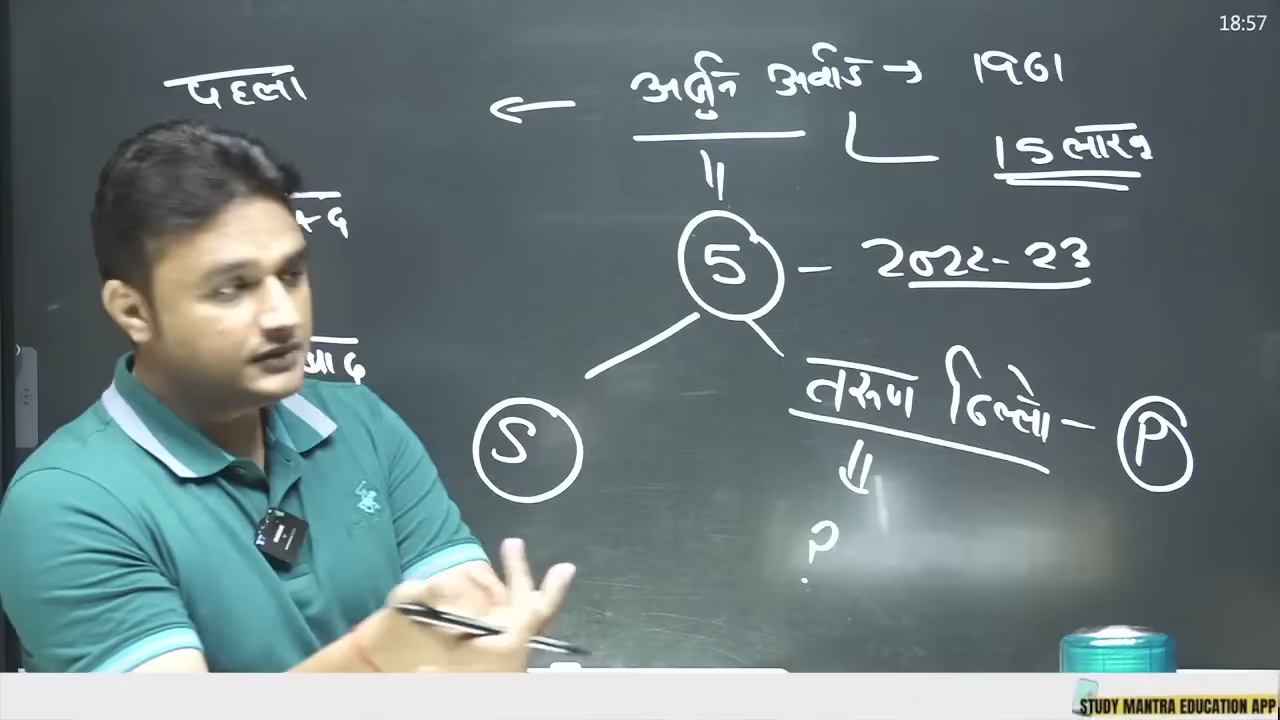 18:57
पहला
अर्जुन अवार्ड → 1961
←
15 लाख
5 - 2022-23
तरुण ढिल्लो - P
S
?
STUDY MANTRA EDUCATION APP